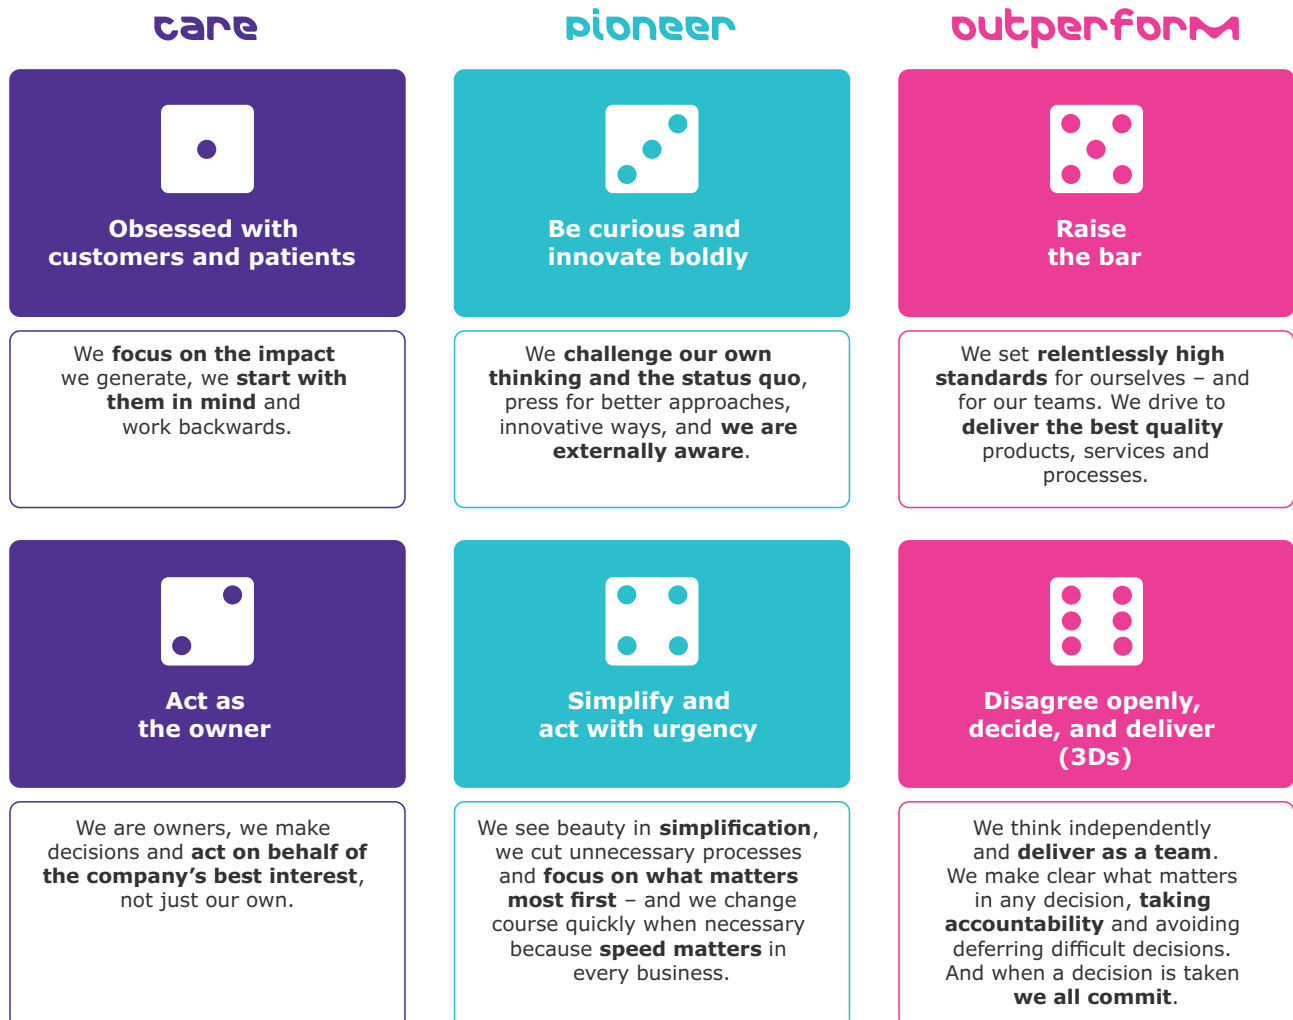 care
pioneer
outperform
Obsessed with
customers and patients
Be curious and
innovate boldly
Raise
the bar
We focus on the impact
we generate, we start with
them in mind and
work backwards.
We challenge our own
thinking and the status quo,
press for better approaches,
innovative ways, and we are
externally aware.
We set relentlessly high
standards for ourselves – and
for our teams. We drive to
deliver the best quality
products, services and
processes.
Act as
the owner
Simplify and
act with urgency
Disagree openly,
decide, and deliver
(3Ds)
We are owners, we make
decisions and act on behalf of
the company’s best interest,
not just our own.
We see beauty in simplification,
we cut unnecessary processes
and focus on what matters
most first – and we change
course quickly when necessary
because speed matters in
every business.
We think independently
and deliver as a team.
We make clear what matters
in any decision, taking
accountability and avoiding
deferring difficult decisions.
And when a decision is taken
we all commit.